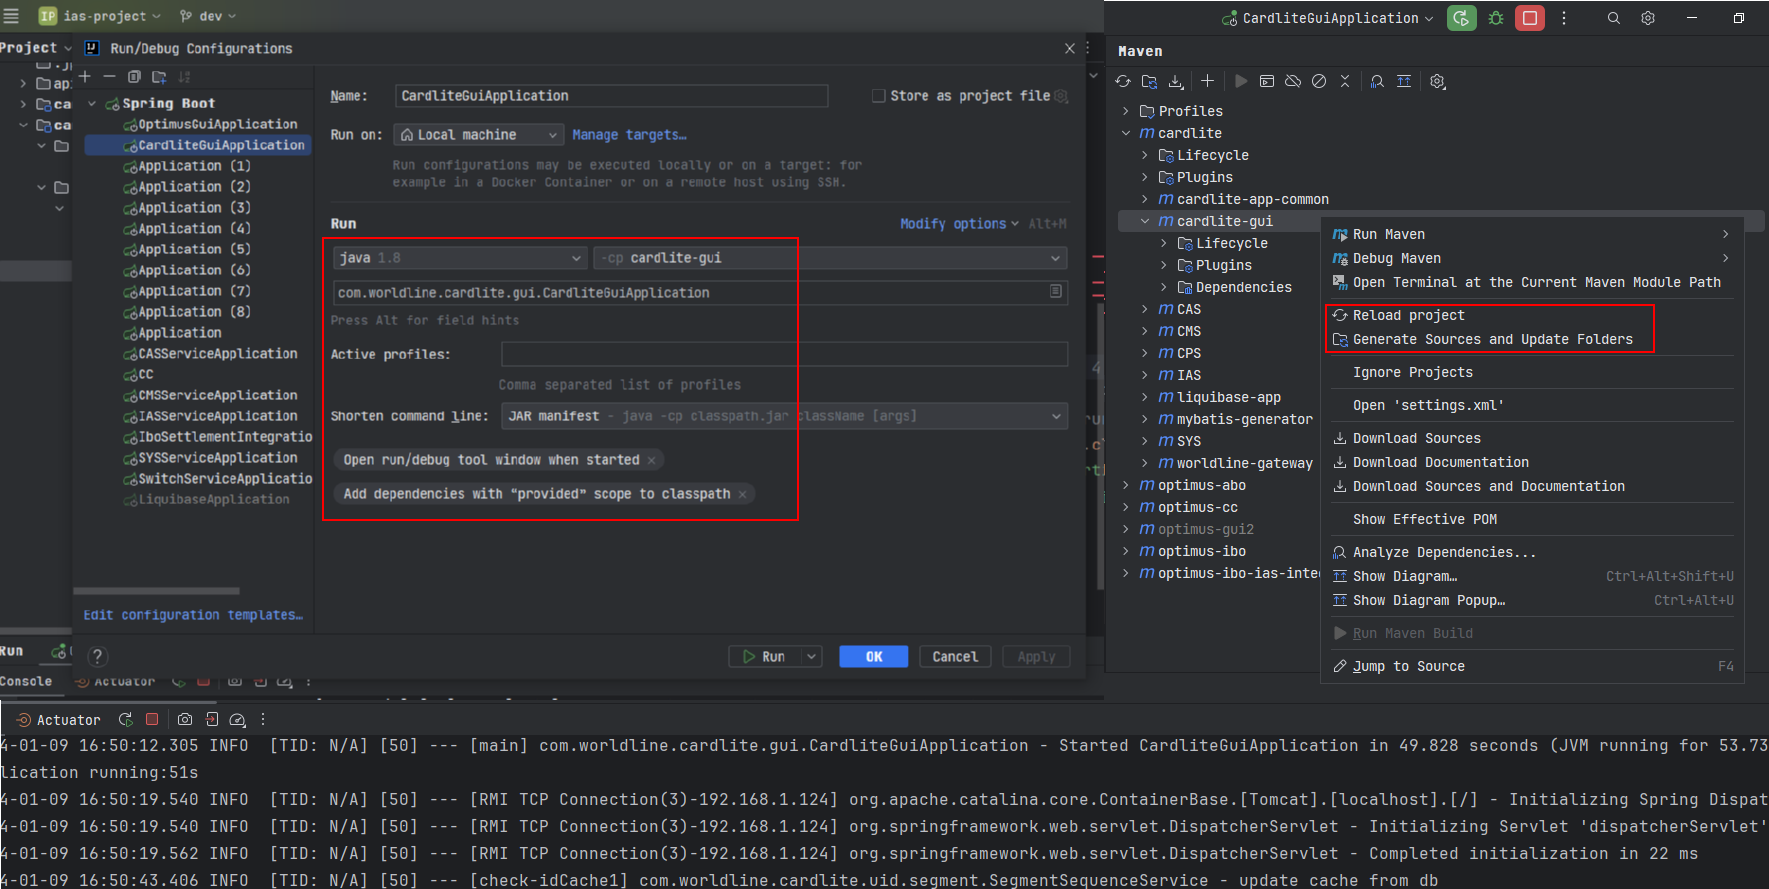 IP ias-project dev
Project
Run/Debug Configurations
api
ca
ca
Spring Boot
OptimusGuiApplication
CardliteGuiApplication
Application (1)
Application (2)
Application (3)
Application (4)
Application (5)
Application (6)
Application (7)
Application (8)
Application
CASServiceApplication
CC
CMSServiceApplication
IASServiceApplication
IboSettlementIntegratio
SYSServiceApplication
SwitchServiceApplicatio
LiquibaseApplication
Edit configuration templates…
Name: CardliteGuiApplication Store as project file
Run on: Local machine Manage targets…
Run configurations may be executed locally or on a target: for
example in a Docker Container or on a remote host using SSH.
Run Modify options Alt+M
java 1.8 -cp cardlite-gui
com.worldline.cardlite.gui.CardliteGuiApplication
Press Alt for field hints
Active profiles:
Comma separated list of profiles
Shorten command line: JAR manifest - java -cp classpath.jar className [args]
Open run/debug tool window when started ×
Add dependencies with “provided” scope to classpath ×
? Run OK Cancel Apply
Run
Console Actuator
CardliteGuiApplication
Maven
Profiles
cardlite
Lifecycle
Plugins
cardlite-app-common
cardlite-gui
Lifecycle
Plugins
Dependencies
CAS
CMS
CPS
IAS
liquibase-app
mybatis-generator
SYS
worldline-gateway
optimus-abo
optimus-cc
optimus-gui2
optimus-ibo
optimus-ibo-ias-inte
Run Maven
Debug Maven
Open Terminal at the Current Maven Module Path
Reload project
Generate Sources and Update Folders
Ignore Projects
Open 'settings.xml'
Download Sources
Download Documentation
Download Sources and Documentation
Show Effective POM
Analyze Dependencies...
Show Diagram… Ctrl+Alt+Shift+U
Show Diagram Popup… Ctrl+Alt+U
Run Maven Build
Jump to Source F4
Actuator
4-01-09 16:50:12.305 INFO [TID: N/A] [50] --- [main] com.worldline.cardlite.gui.CardliteGuiApplication - Started CardliteGuiApplication in 49.828 seconds (JVM running for 53.73
lication running:51s
4-01-09 16:50:19.540 INFO [TID: N/A] [50] --- [RMI TCP Connection(3)-192.168.1.124] org.apache.catalina.core.ContainerBase.[Tomcat].[localhost].[/] - Initializing Spring Dispat
4-01-09 16:50:19.540 INFO [TID: N/A] [50] --- [RMI TCP Connection(3)-192.168.1.124] org.springframework.web.servlet.DispatcherServlet - Initializing Servlet 'dispatcherServlet'
4-01-09 16:50:19.562 INFO [TID: N/A] [50] --- [RMI TCP Connection(3)-192.168.1.124] org.springframework.web.servlet.DispatcherServlet - Completed initialization in 22 ms
4-01-09 16:50:43.406 INFO [TID: N/A] [50] --- [check-idCache1] com.worldline.cardlite.uid.segment.SegmentSequenceService - update cache from db